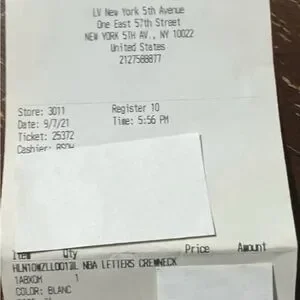 LV New York 5th Avenue
One East 57th Street
NEW YORK 5TH AV., NY 10022
United States
2127588877
Store: 3011 Register 10
Date: 9/7/21 Time: 5:56 PM
Ticket: 25372
Cashier:
Item Qty Price Amount
NBA LETTERS CREWNECK
1ABXOM 1
COLOR: BLANC